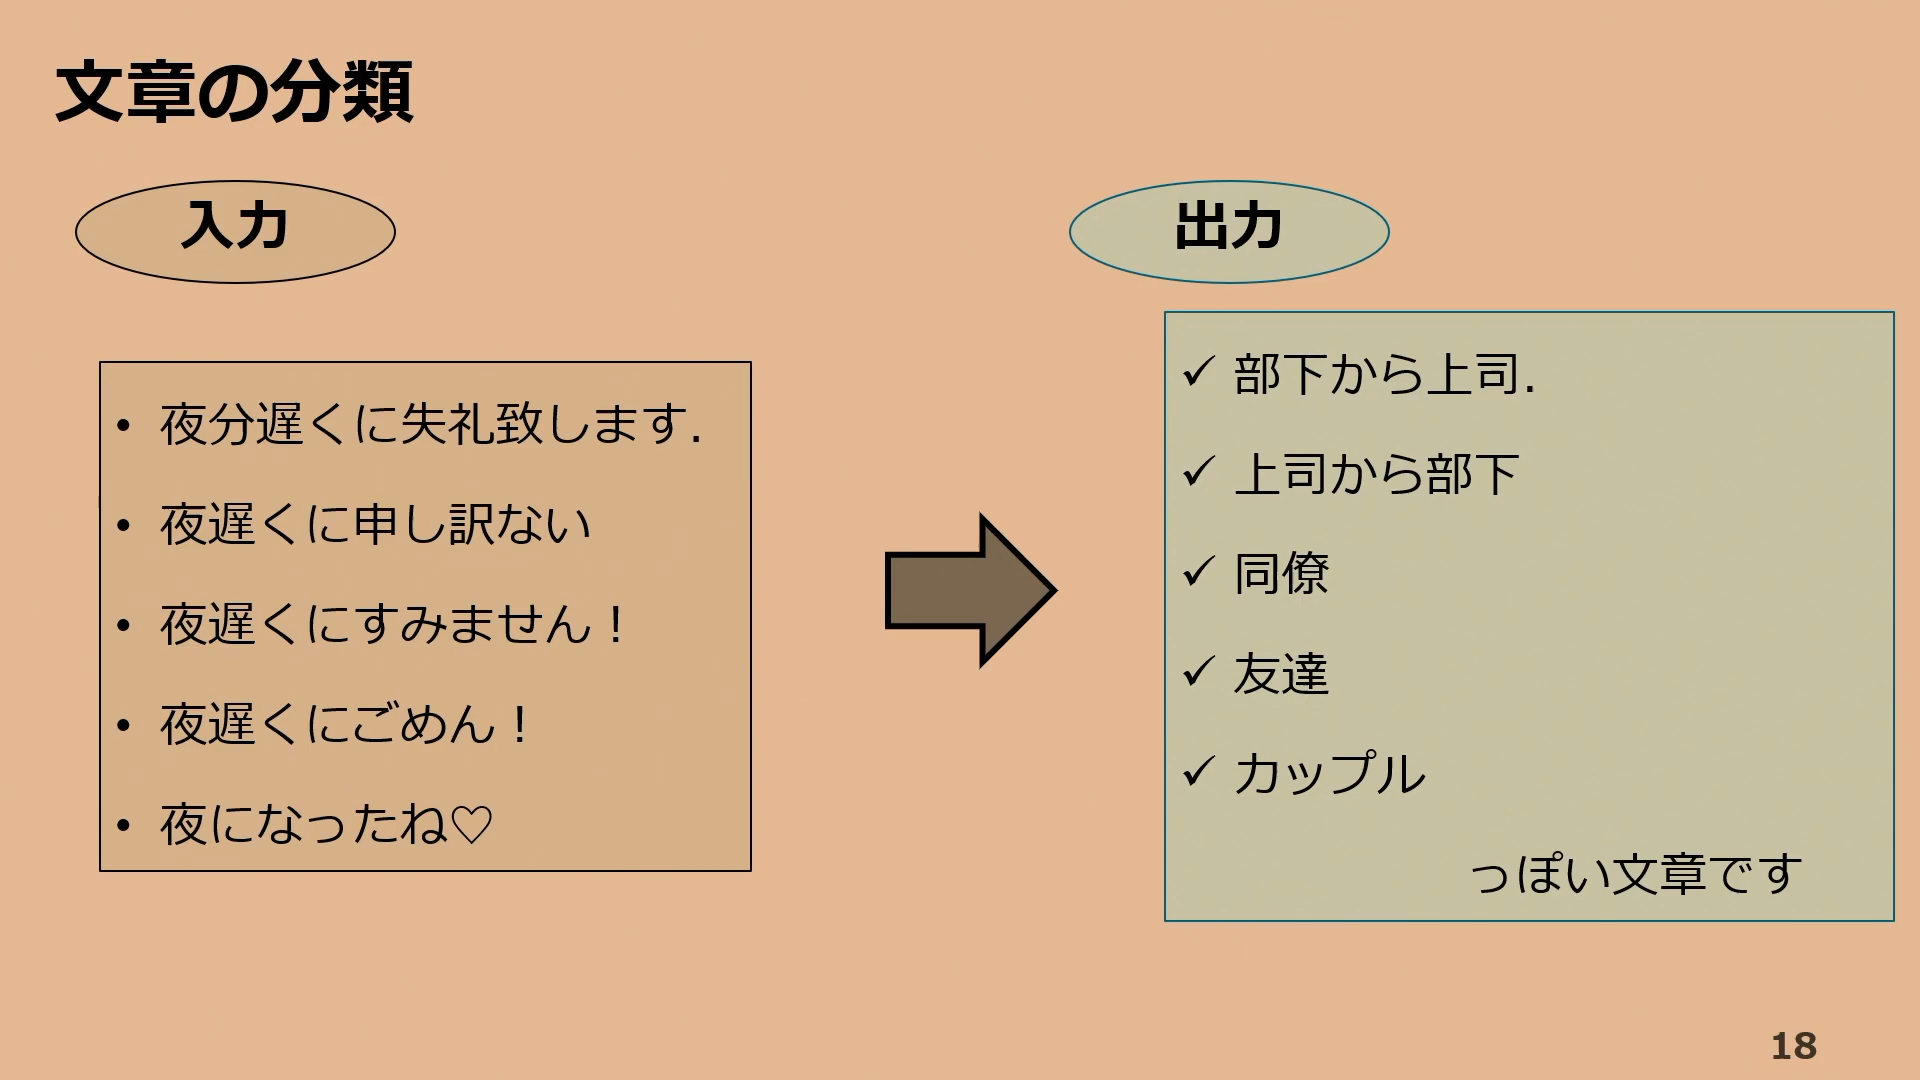 文章の分類
入力
• 夜分遅くに失礼致します.
• 夜遅くに申し訳ない
• 夜遅くにすみません！
• 夜遅くにごめん！
• 夜になったね♡
出力
✓ 部下から上司.
✓ 上司から部下
✓ 同僚
✓ 友達
✓ カップル
っぽい文章です
18